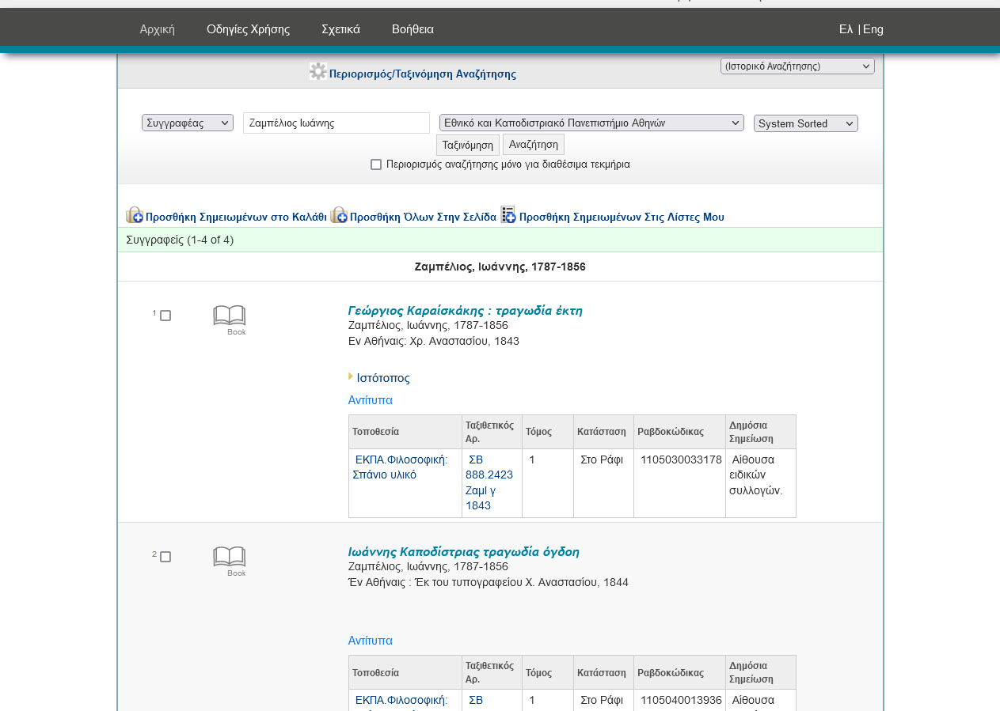 Αρχική Οδηγίες Χρήσης Σχετικά Βοήθεια Ελ | Eng
Περιορισμός/Ταξινόμηση Αναζήτησης (Ιστορικό Αναζήτησης)
Συγγραφέας Ζαμπέλιος Ιωάννης Εθνικό και Καποδιστριακό Πανεπιστήμιο Αθηνών System Sorted
Ταξινόμηση Αναζήτηση
Περιορισμός αναζήτησης μόνο για διαθέσιμα τεκμήρια
Προσθήκη Σημειωμένων στο Καλάθι Προσθήκη Όλων Στην Σελίδα Προσθήκη Σημειωμένων Στις Λίστες Μου
Συγγραφείς (1-4 of 4)
Ζαμπέλιος, Ιωάννης, 1787-1856
1
Book
Γεώργιος Καραίσκάκης : τραγωδία έκτη
Ζαμπέλιος, Ιωάννης, 1787-1856
Εν Αθήναις: Χρ. Αναστασίου, 1843
Ιστότοπος
Αντίτυπα
Τοποθεσία Ταξιθετικός Αρ. Τόμος Κατάσταση Ραβδοκώδικας Δημόσια Σημείωση
ΕΚΠΑ.Φιλοσοφική: ΣΒ 1 Στο Ράφι 1105030033178 Αίθουσα
Σπάνιο υλικό 888.2423 ειδικών
ΖαμΙ γ συλλογών.
1843
2
Book
Ιωάννης Καποδίστριας τραγωδία όγδοη
Ζαμπέλιος, Ιωάννης, 1787-1856
Έν Αθήναις : Έκ του τυπογραφείου Χ. Αναστασίου, 1844
Αντίτυπα
Τοποθεσία Ταξιθετικός Αρ. Τόμος Κατάσταση Ραβδοκώδικας Δημόσια Σημείωση
ΕΚΠΑ.Φιλοσοφική: ΣΒ 1 Στο Ράφι 1105040013936 Αίθουσα